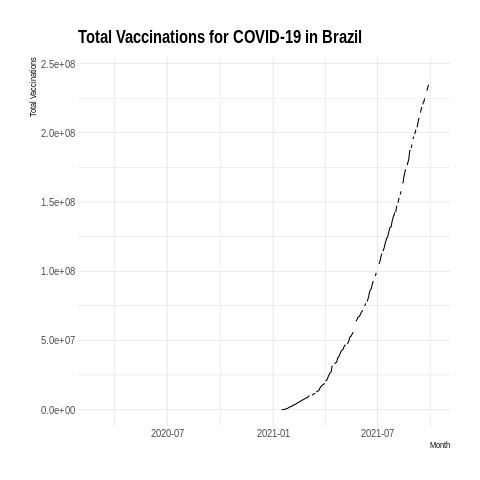 Total Vaccinations for COVID-19 in Brazil
Total Vaccinations
2.5e+08
2.0e+08
1.5e+08
1.0e+08
5.0e+07
0.0e+00
2020-07 2021-01 2021-07
Month